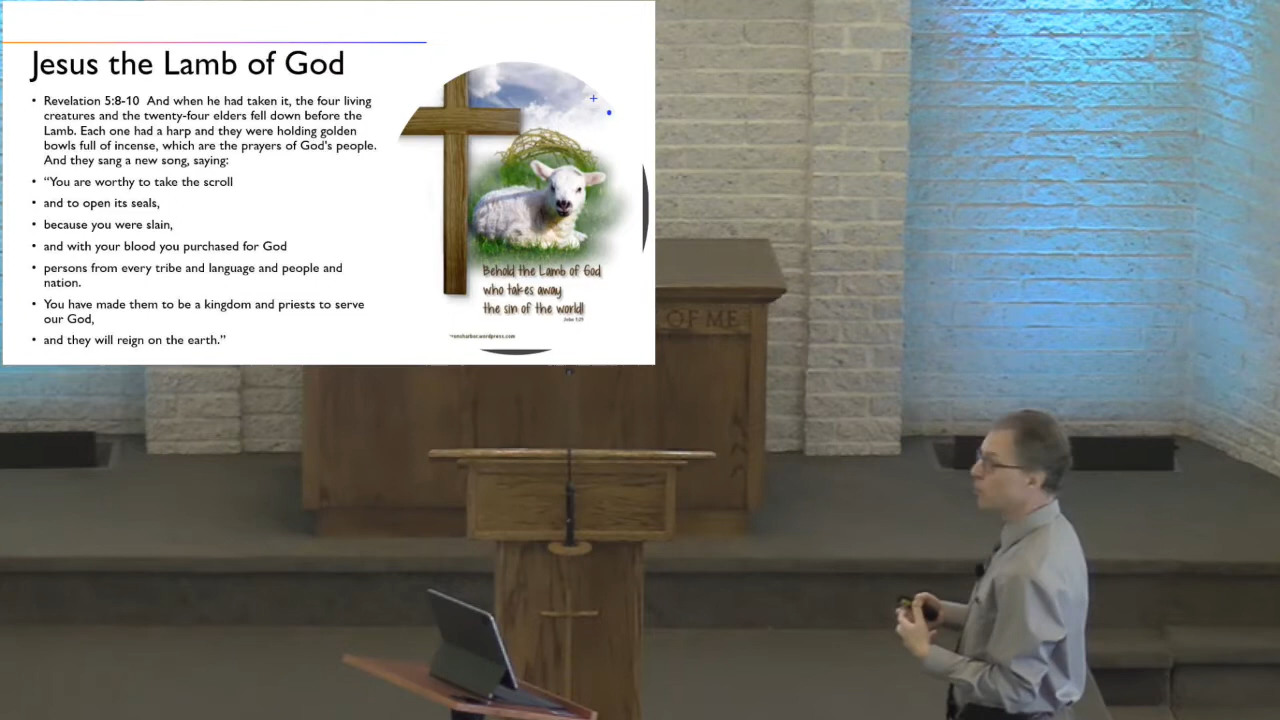 Jesus the Lamb of God
• Revelation 5:8-10 And when he had taken it, the four living
creatures and the twenty-four elders fell down before the
Lamb. Each one had a harp and they were holding golden
bowls full of incense, which are the prayers of God's people.
And they sang a new song, saying:
• “You are worthy to take the scroll
• and to open its seals,
• because you were slain,
• and with your blood you purchased for God
• persons from every tribe and language and people and
nation.
• You have made them to be a kingdom and priests to serve
our God,
• and they will reign on the earth.”
Behold the Lamb of God
who takes away
the sin of the world!
John 1:29
OF ME